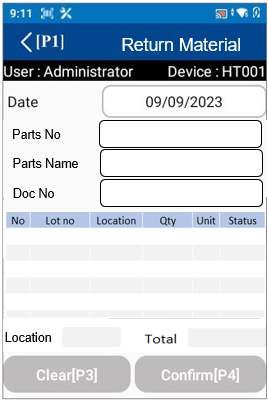 9:11
[P1] Return Material
User : Administrator Device : HT001
Date 09/09/2023
Parts No
Parts Name
Doc No
No Lot no Location Qty Unit Status
Location Total
Clear[P3] Confirm[P4]